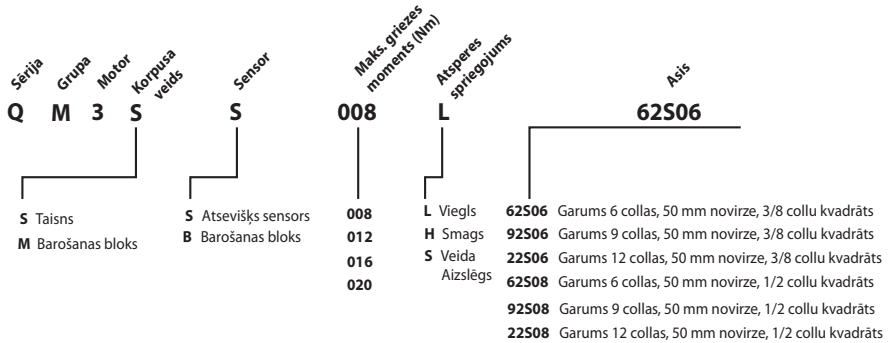 Sērija Grupa Motor Korpusa veids Sensor Maks. griezes moments (Nm) Atsperes spriegojums Asis
Q M 3 S S 008 L 62S06
S Taisns
M Barošanas bloks
S Atsevišķs sensors
B Barošanas bloks
008
012
016
020
L Viegls
H Smags
S Veida
Aizslēgs
62S06 Garums 6 collas, 50 mm novirze, 3/8 collu kvadrāts
92S06 Garums 9 collas, 50 mm novirze, 3/8 collu kvadrāts
22S06 Garums 12 collas, 50 mm novirze, 3/8 collu kvadrāts
62S08 Garums 6 collas, 50 mm novirze, 1/2 collu kvadrāts
92S08 Garums 9 collas, 50 mm novirze, 1/2 collu kvadrāts
22S08 Garums 12 collas, 50 mm novirze, 1/2 collu kvadrāts